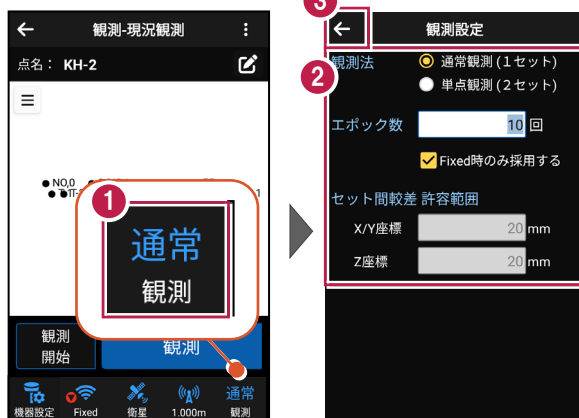 観測-現況観測
点名： KH-2
NO,0
1
1
通常
観測
観測
開始
観測
機器設定
Fixed
衛星
1.000m
通常
観測
3
観測設定
2
観測法
通常観測 (１セット)
単点観測 (２セット)
エポック数
10 回
Fixed時のみ採用する
セット間較差 許容範囲
X/Y座標
20 mm
Z座標
20 mm